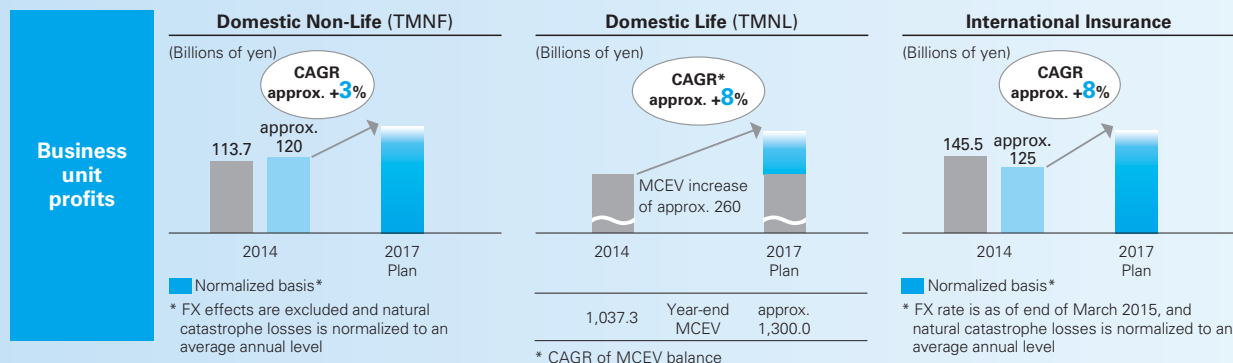 Business
unit
profits
Domestic Non-Life (TMNF)
(Billions of yen)
CAGR
approx. +3%
113.7
approx.
120
2014
2017
Plan
Normalized basis*
* FX effects are excluded and natural
catastrophe losses is normalized to an
average annual level
Domestic Life (TMNL)
(Billions of yen)
CAGR*
approx. +8%
MCEV increase
of approx. 260
2014
2017
Plan
1,037.3
Year-end
MCEV
approx.
1,300.0
* CAGR of MCEV balance
International Insurance
(Billions of yen)
CAGR
approx. +8%
145.5
approx.
125
2014
2017
Plan
Normalized basis*
* FX rate is as of end of March 2015, and
natural catastrophe losses is normalized to an
average annual level